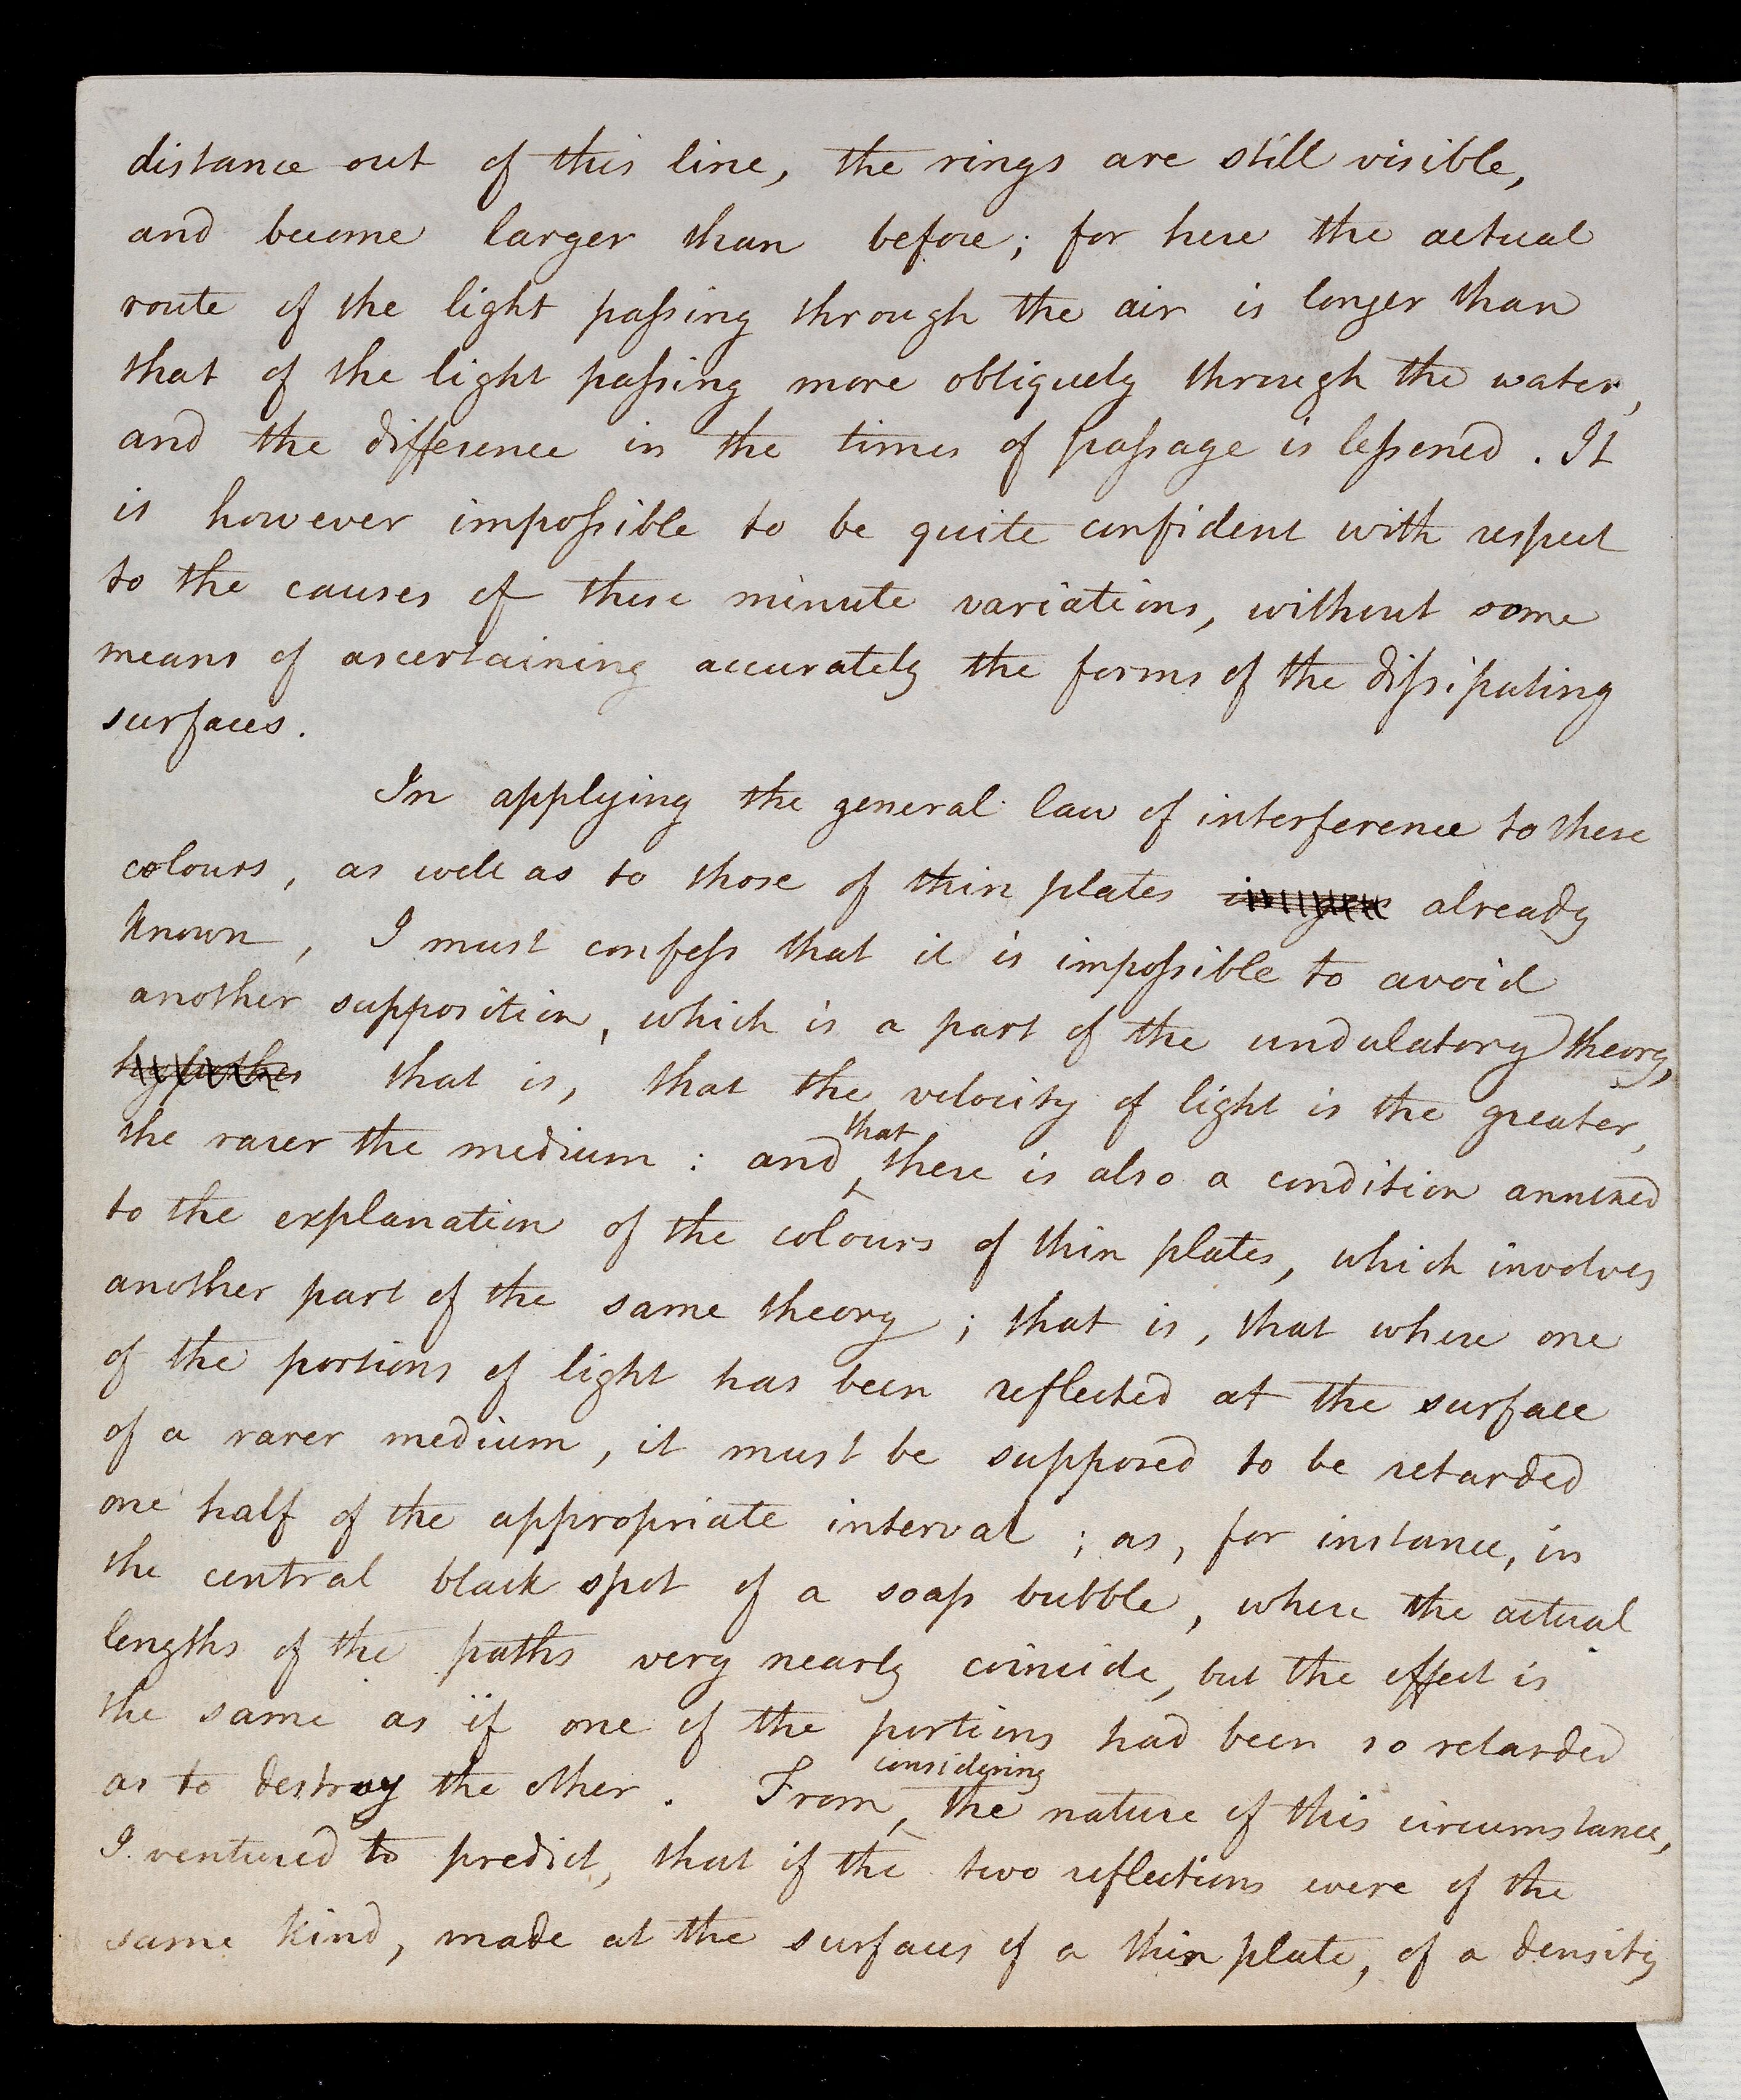 distance out of this line, the rings are still visible,
and become larger than before; for here the actual
route of the light paſsing through the air is longer than
that of the light paſsing more obliquely through the water,
and the difference in the times of paſsage is leſsened. It
is however impoſsible to be quite confident with respect
to the causes of these minute variations, without some
means of ascertaining accurately the forms of the diſsipating
surfaces.
In applying the general law of interference to these
colours, as well as to those of thin plates already
known, I must confeſs that it is impoſsible to avoid
another supposition, which is a part of the undulatory theory,
that is, that the velocity of light is the greater,
the rarer the medium : and that there is also a condition annexed
to the explanation of the colours of thin plates, which involves
another part of the same theory; that is, that where one
of the portions of light has been reflected at the surface
of a rarer medium, it must be supposed to be retarded
one half of the appropriate interval; as, for instance, in
the central black spot of a soap bubble, where the actual
lengths of the paths very nearly coincide, but the effect is
the same as if one of the portions had been so retarded
as to destroy the other. From considering the nature of this circumstance,
I ventured to predict, that if the two reflections were of the
same kind, made at the surfaces of a thin plate, of a density